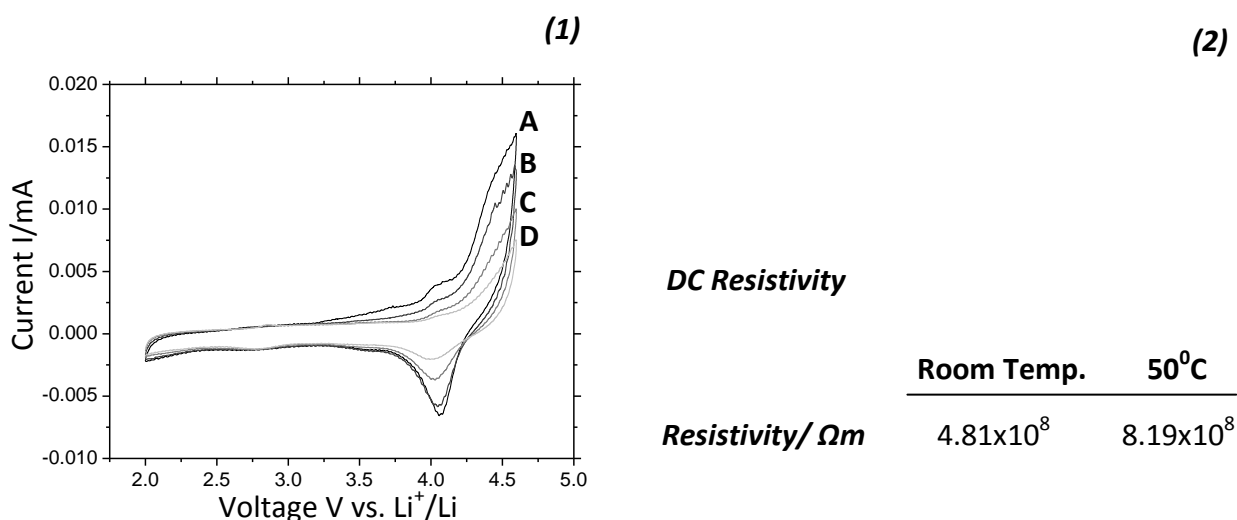 (1)
(2)
0.020
0.015
0.010
0.005
0.000
-0.005
-0.010
Current I/mA
A
B
C
D
2.0 2.5 3.0 3.5 4.0 4.5 5.0
Voltage V vs. Li⁺/Li
DC Resistivity
Room Temp. 50⁰C
Resistivity/ Ωm 4.81x10⁸ 8.19x10⁸